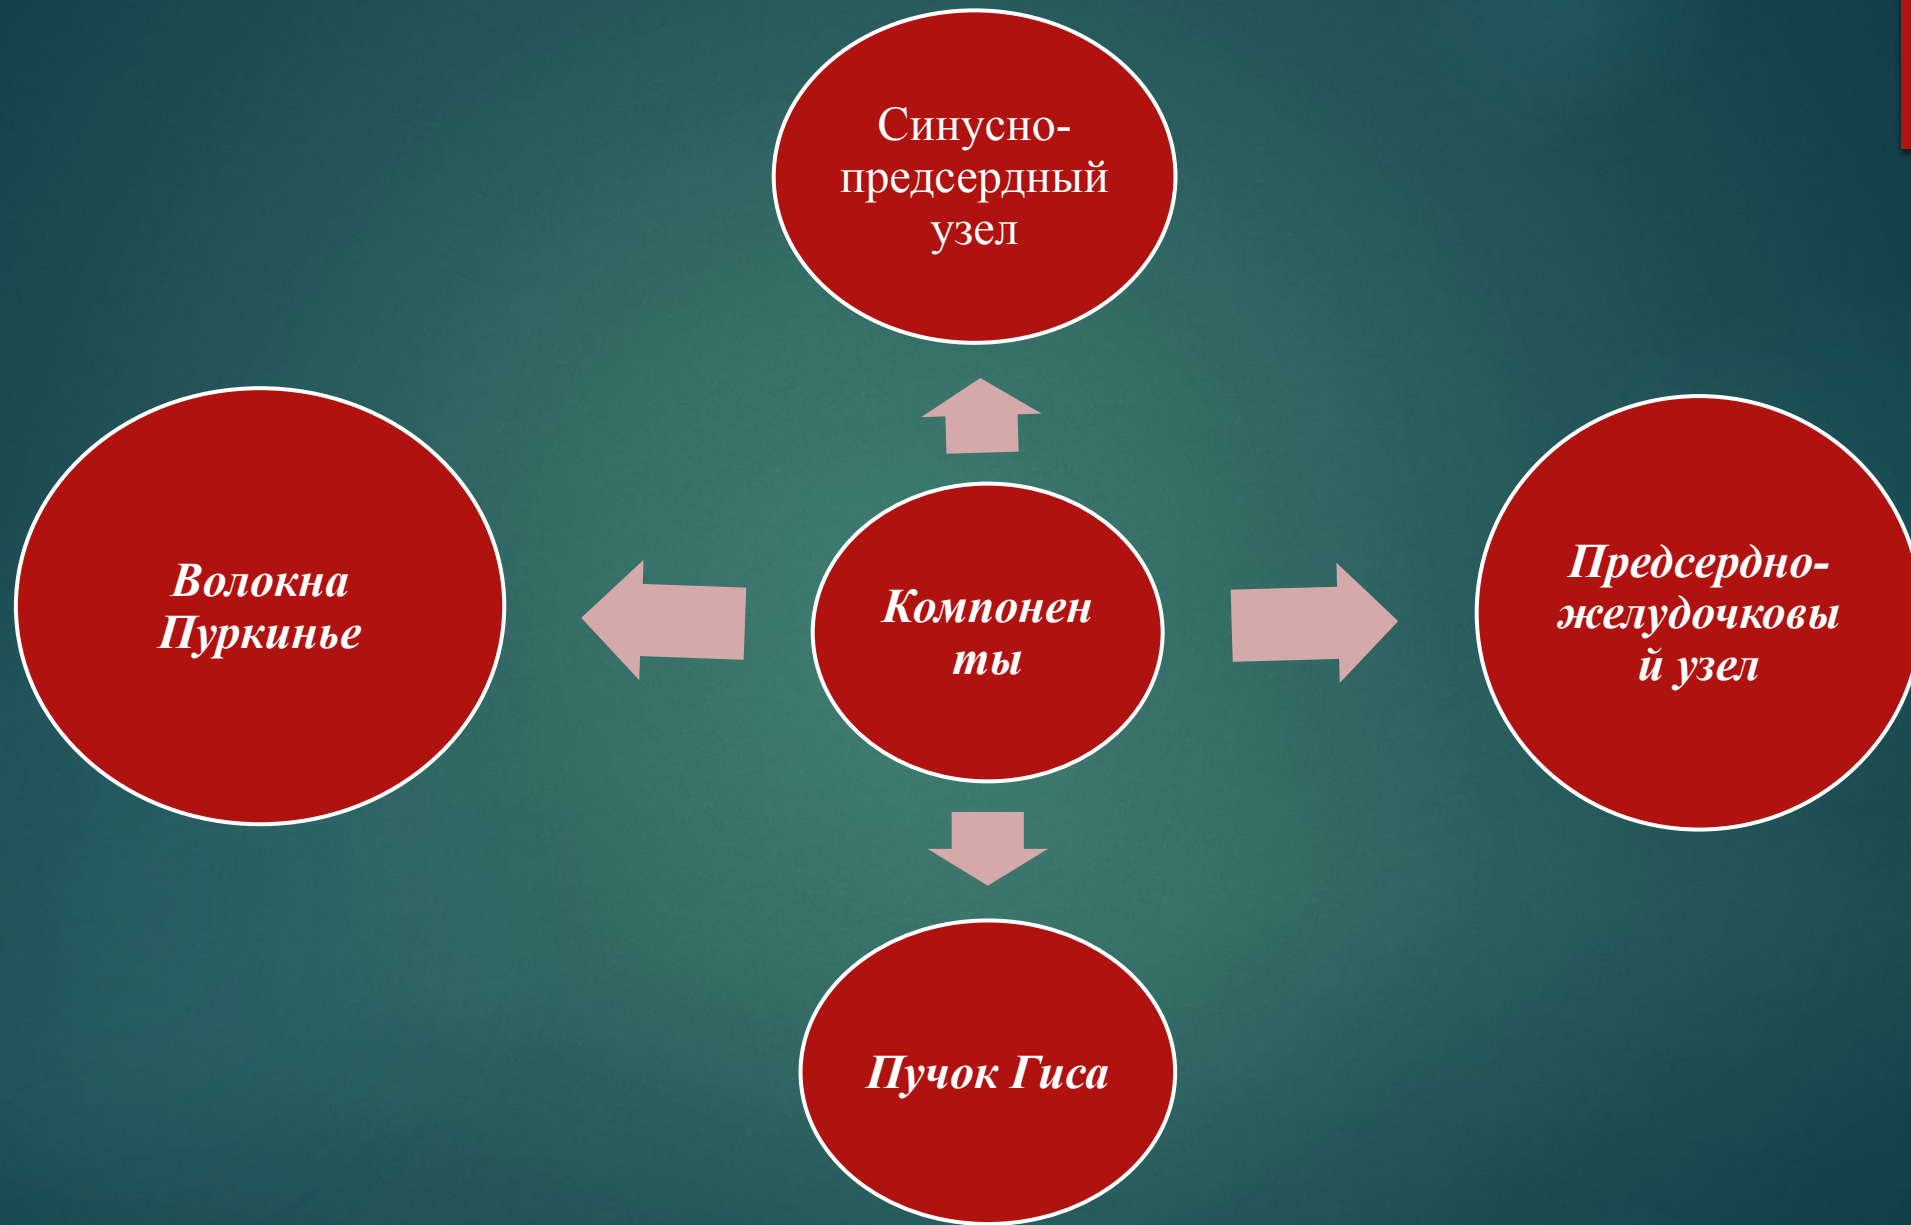 Синусно-
предсердный
узел
Волокна
Пуркинье
Компонен
ты
Предсердно-
желудочковы
й узел
Пучок Гиса